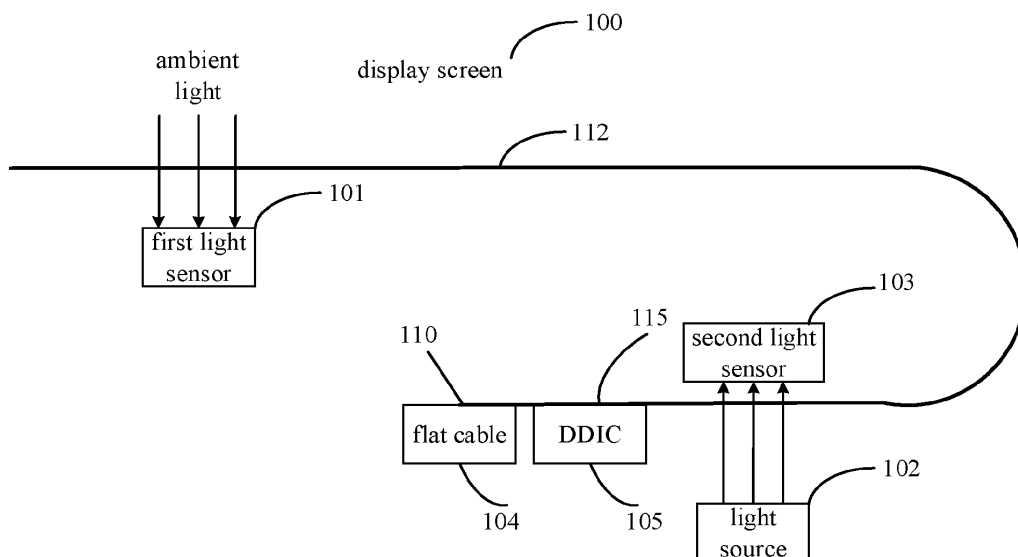 100
ambient
light
display screen
112
101
first light
sensor
103
115
110
second light
sensor
flat cable
DDIC
102
104
105
light
source